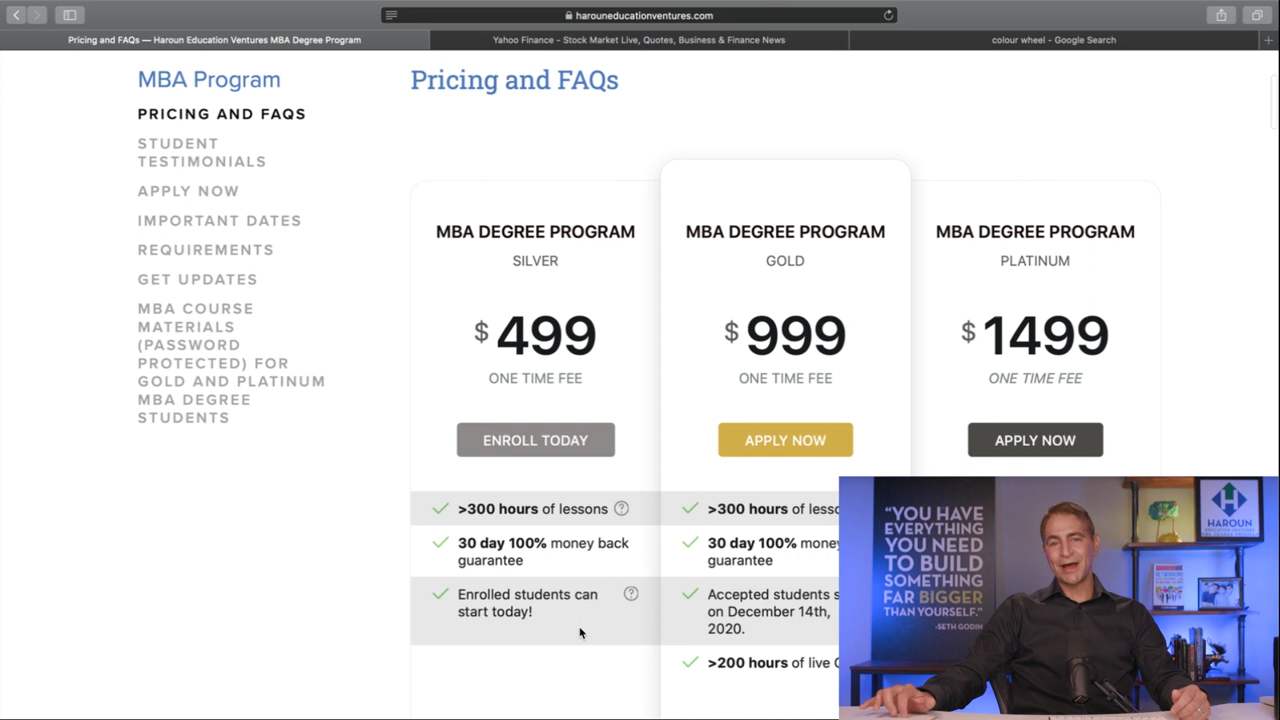 harouneducationventures.com
Pricing and FAQs — Haroun Education Ventures MBA Degree Program
Yahoo Finance - Stock Market Live, Quotes, Business & Finance News
colour wheel - Google Search
MBA Program
PRICING AND FAQS
STUDENT
TESTIMONIALS
APPLY NOW
IMPORTANT DATES
REQUIREMENTS
GET UPDATES
MBA COURSE
MATERIALS
(PASSWORD
PROTECTED) FOR
GOLD AND PLATINUM
MBA DEGREE
STUDENTS
Pricing and FAQs
MBA DEGREE PROGRAM
SILVER
$ 499
ONE TIME FEE
ENROLL TODAY
>300 hours of lessons
30 day 100% money back
guarantee
Enrolled students can
start today!
MBA DEGREE PROGRAM
GOLD
$ 999
ONE TIME FEE
APPLY NOW
>300 hours of lesso
30 day 100% money
guarantee
Accepted students s
on December 14th,
2020.
>200 hours of live
MBA DEGREE PROGRAM
PLATINUM
$ 1499
ONE TIME FEE
APPLY NOW
“YOU HAVE
EVERYTHING
YOU NEED
TO BUILD
SOMETHING
FAR BIGGER
THAN YOURSELF.”
-SETH GODIN
HAROUN